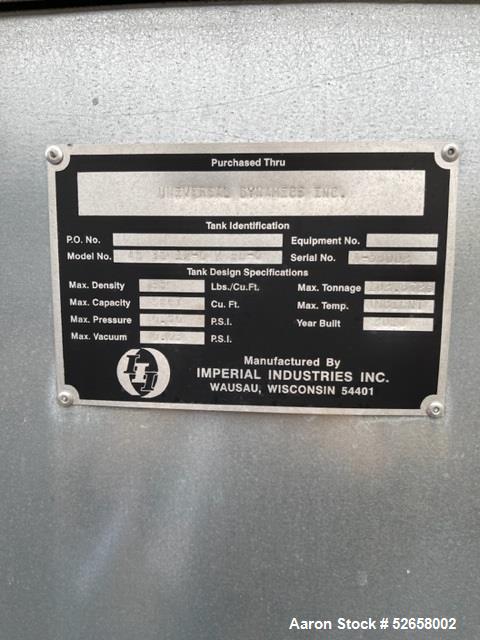 Purchased Thru
UNIVERSAL DYNAMICS INC.
Tank Identification
P.O. No. Equipment No.
Model No. Serial No.
Tank Design Specifications
Max. Density Lbs./Cu.Ft. Max. Tonnage
Max. Capacity Cu. Ft. Max. Temp. AMBIENT
Max. Pressure P.S.I. Year Built
Max. Vacuum P.S.I.
Manufactured By
IMPERIAL INDUSTRIES INC.
WAUSAU, WISCONSIN 54401
Aaron Stock # 52658002